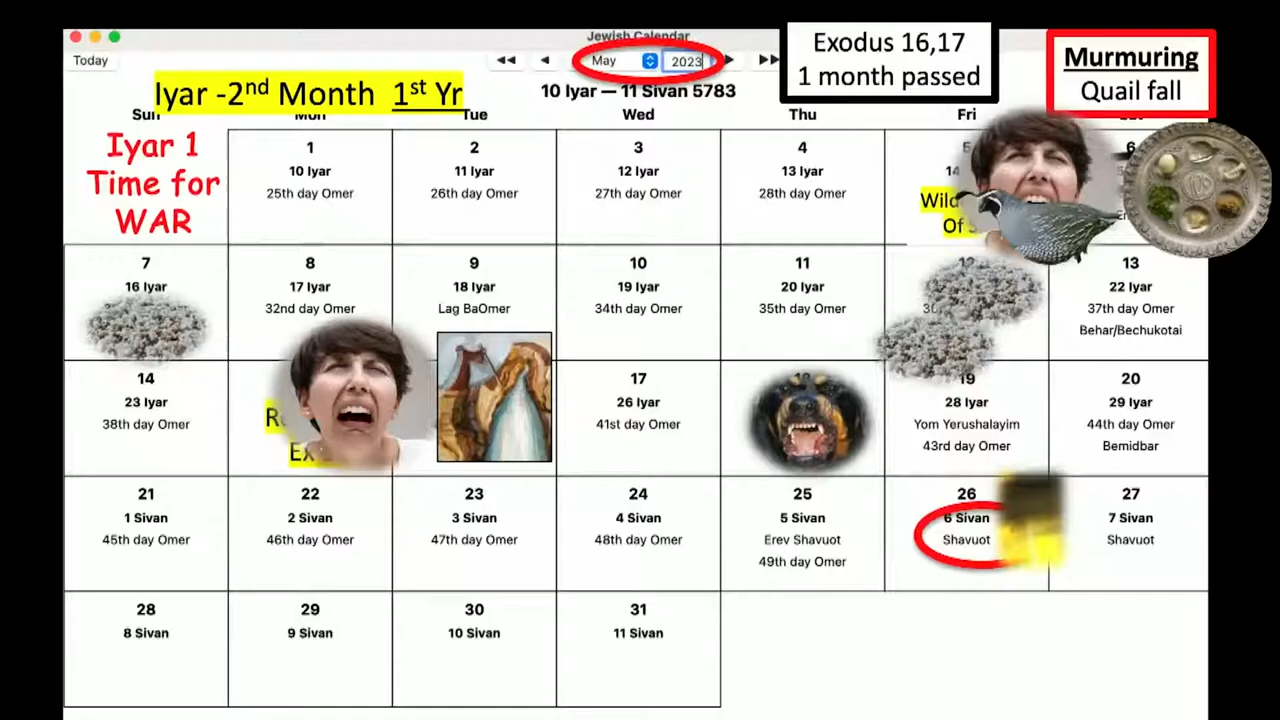 Jewish Calendar
Today
May
2023
Exodus 16,17
1 month passed
Murmuring
Quail fall
Iyar -2nd Month 1st Yr
10 Iyar — 11 Sivan 5783
Sun Mon Tue Wed Thu Fri
Iyar 1
Time for
WAR
1
10 Iyar
25th day Omer
2
11 Iyar
26th day Omer
3
12 Iyar
27th day Omer
4
13 Iyar
28th day Omer
5
14
Wild
Of
6
7
16 Iyar
8
17 Iyar
32nd day Omer
9
18 Iyar
Lag BaOmer
10
19 Iyar
34th day Omer
11
20 Iyar
35th day Omer
12
13
22 Iyar
37th day Omer
Behar/Bechukotai
14
23 Iyar
38th day Omer
17
26 Iyar
41st day Omer
18
19
28 Iyar
Yom Yerushalayim
43rd day Omer
20
29 Iyar
44th day Omer
Bemidbar
21
1 Sivan
45th day Omer
22
2 Sivan
46th day Omer
23
3 Sivan
47th day Omer
24
4 Sivan
48th day Omer
25
5 Sivan
Erev Shavuot
49th day Omer
26
6 Sivan
Shavuot
27
7 Sivan
Shavuot
28
8 Sivan
29
9 Sivan
30
10 Sivan
31
11 Sivan